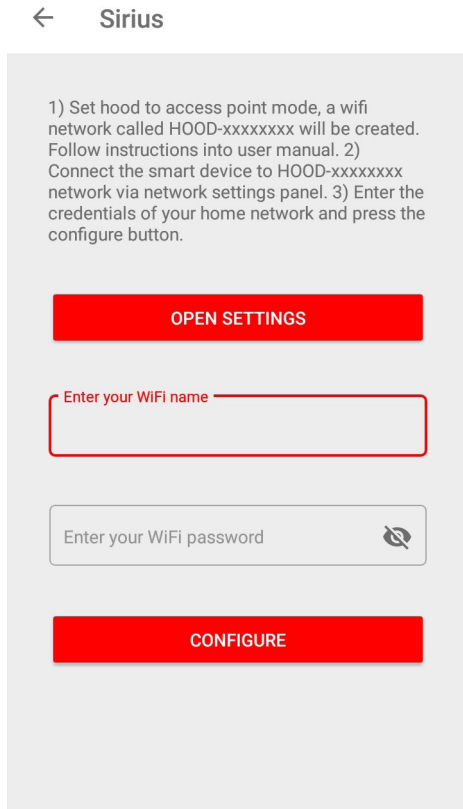 Sirius
1) Set hood to access point mode, a wifi
network called HOOD-xxxxxxxx will be created.
Follow instructions into user manual. 2)
Connect the smart device to HOOD-xxxxxxxx
network via network settings panel. 3) Enter the
credentials of your home network and press the
configure button.
OPEN SETTINGS
Enter your WiFi name
Enter your WiFi password
CONFIGURE